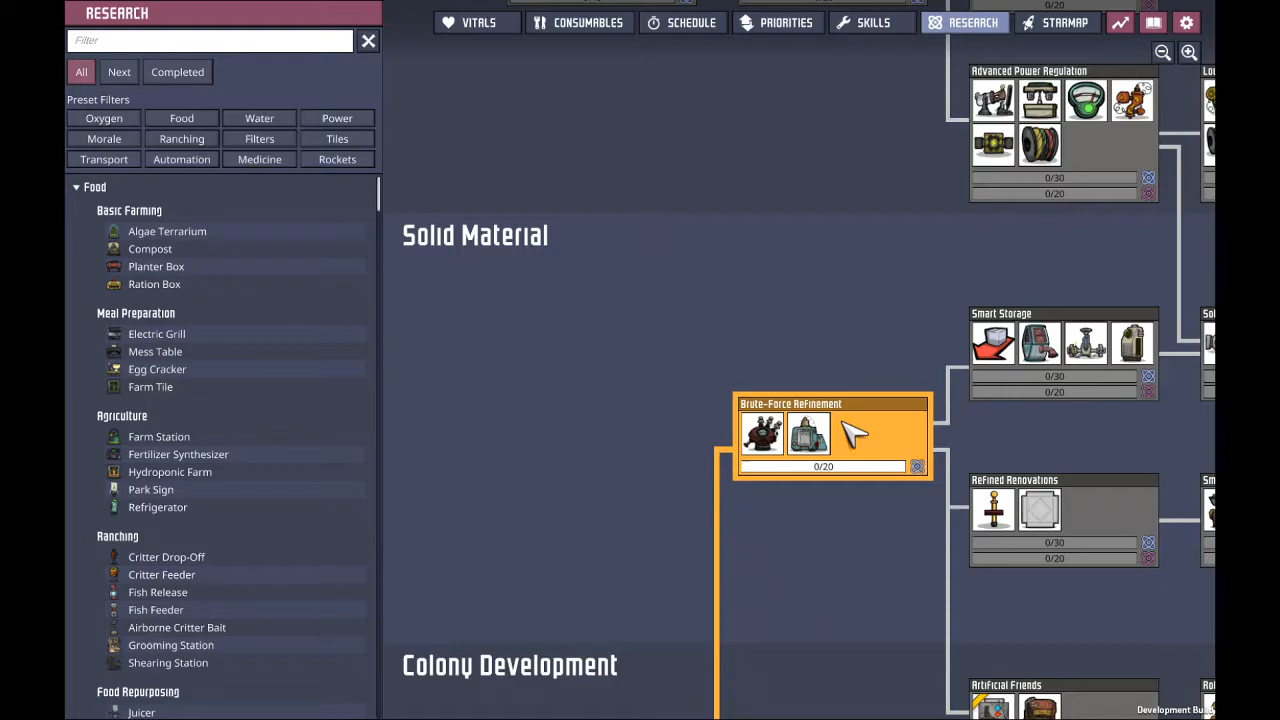 RESEARCH
VITALS
CONSUMABLES
SCHEDULE
PRIORITIES
SKILLS
RESEARCH
STARMAP
Filter
All
Next
Completed
Preset Filters
Oxygen
Food
Water
Power
Morale
Ranching
Filters
Tiles
Transport
Automation
Medicine
Rockets
Food
Basic Farming
Algae Terrarium
Compost
Planter Box
Ration Box
Meal Preparation
Electric Grill
Mess Table
Egg Cracker
Farm Tile
Agriculture
Farm Station
Fertilizer Synthesizer
Hydroponic Farm
Park Sign
Refrigerator
Ranching
Critter Drop-Off
Critter Feeder
Fish Release
Fish Feeder
Airborne Critter Bait
Grooming Station
Shearing Station
Food Repurposing
Juicer
Advanced Power Regulation
0/30
0/20
Solid Material
Smart Storage
0/30
0/20
Brute-Force Refinement
0/20
Refined Renovations
0/30
0/20
Colony Development
Artificial Friends
Development